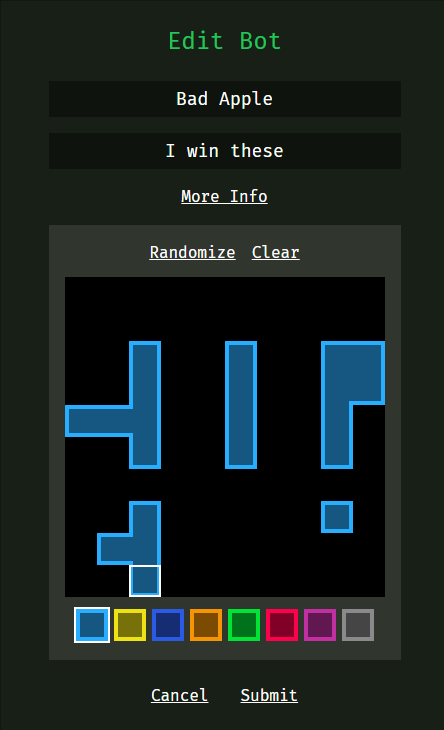 Edit Bot
Bad Apple
I win these
More Info
Randomize Clear
Cancel Submit